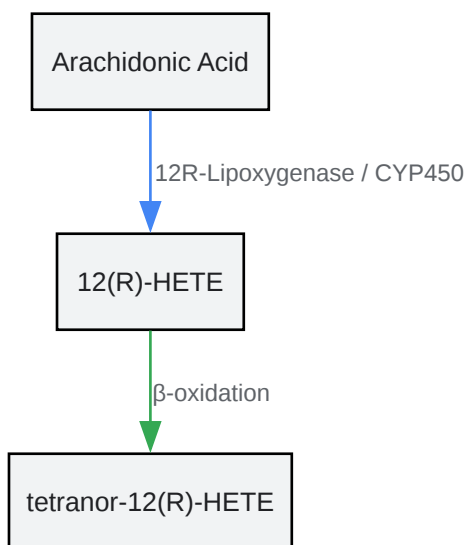 Arachidonic Acid
12R-Lipoxygenase / CYP450
12(R)-HETE
β-oxidation
tetranor-12(R)-HETE